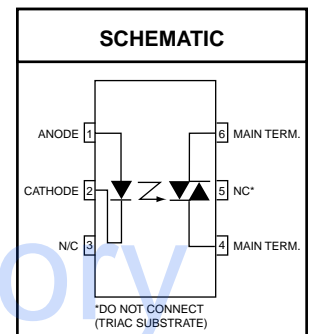 SCHEMATIC
ANODE 1
6 MAIN TERM.
CATHODE 2
5 NC*
N/C 3
4 MAIN TERM.
*DO NOT CONNECT
(TRIAC SUBSTRATE)
ory